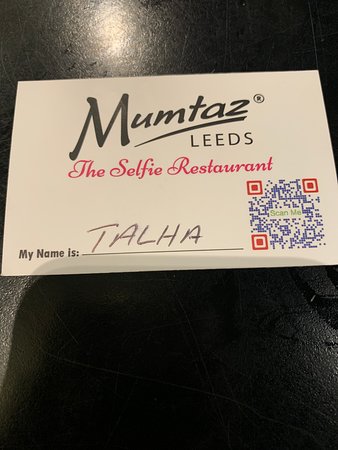 Mumtaz®
LEEDS
The Selfie Restaurant
Scan Me
My Name is: TALHA